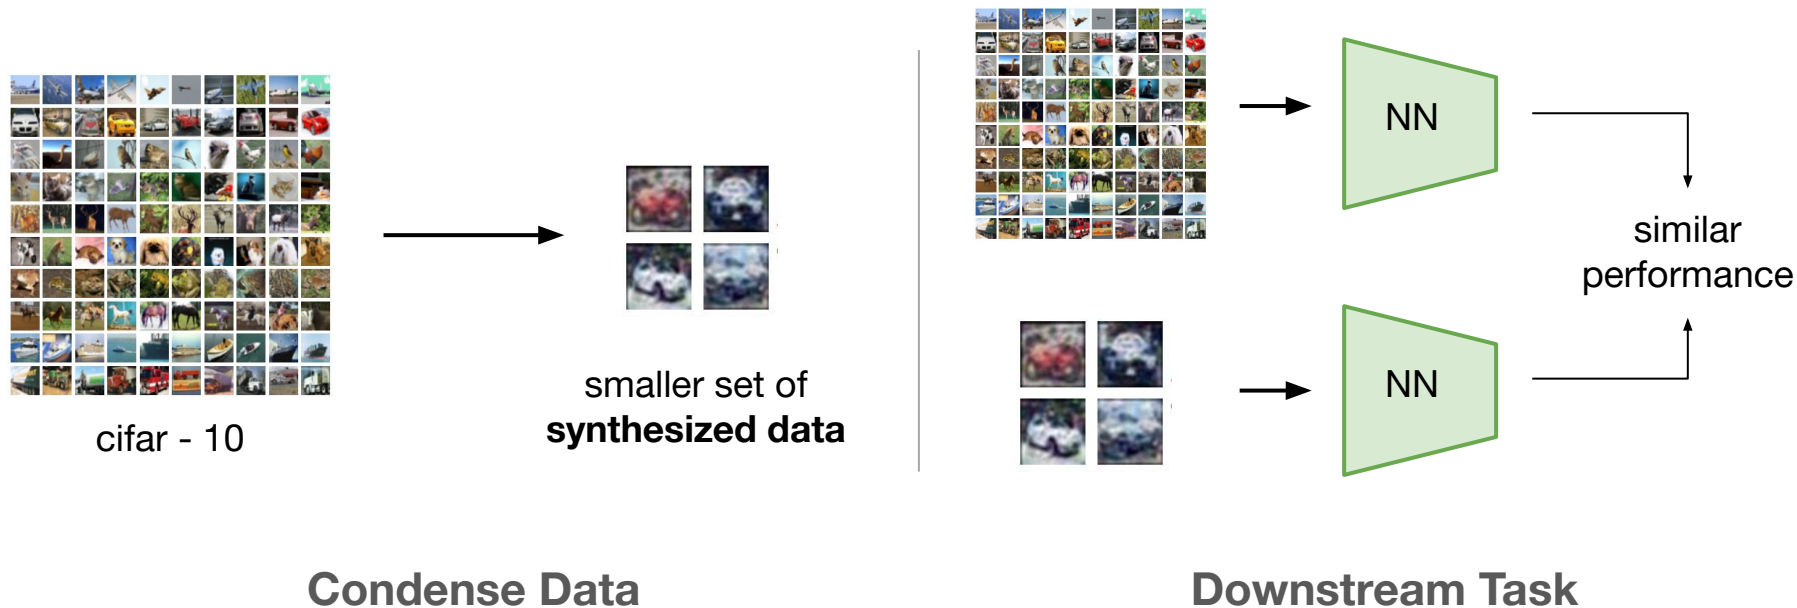 cifar - 10
smaller set of
synthesized data
Condense Data
NN
NN
similar
performance
Downstream Task